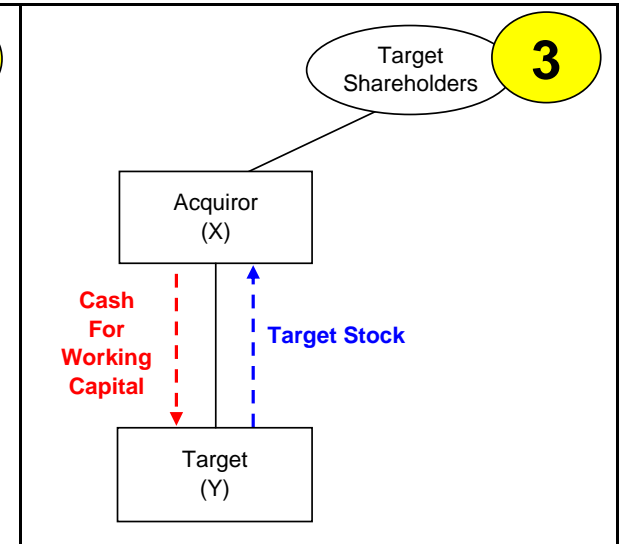 Target
Shareholders
3
Acquiror
(X)
Cash
For
Working
Capital
Target Stock
Target
(Y)